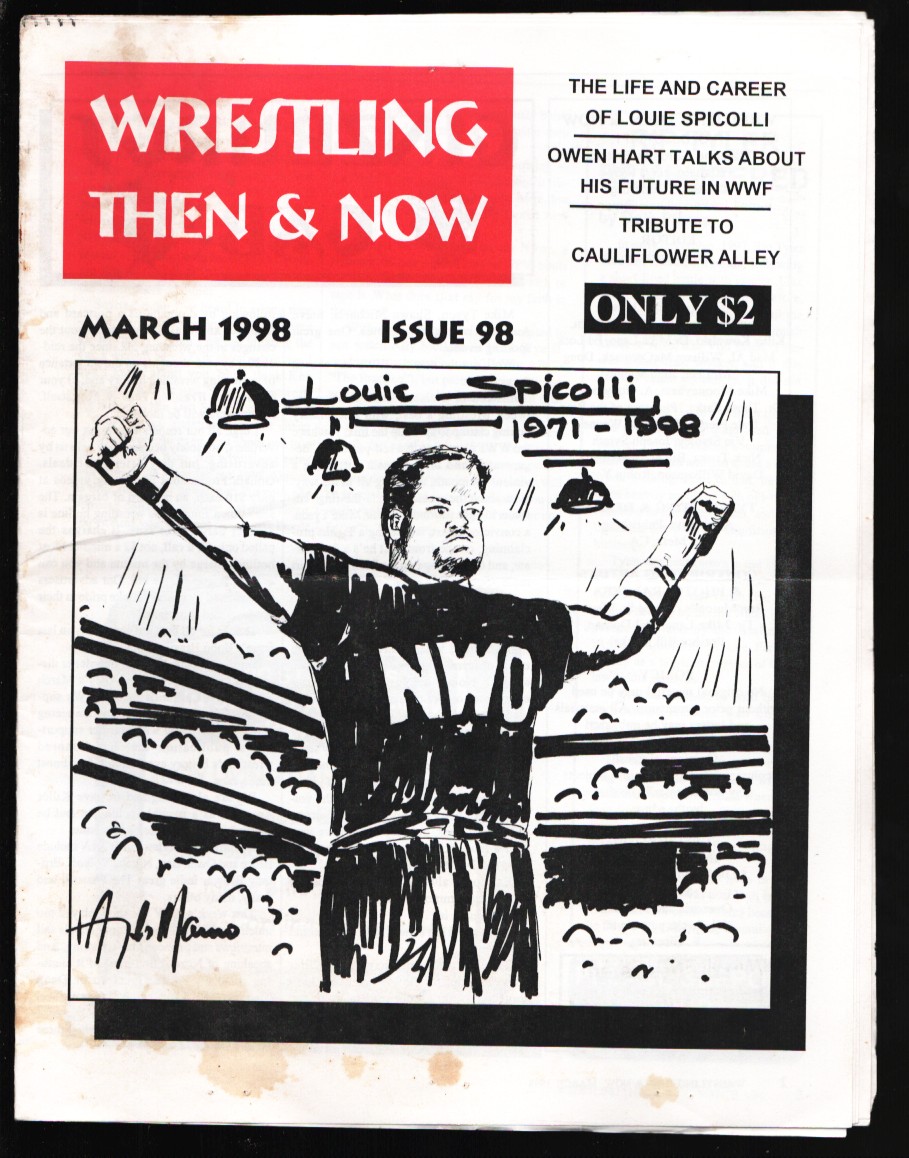 WRESTLING
THEN & NOW
THE LIFE AND CAREER
OF LOUIE SPICOLLI
OWEN HART TALKS ABOUT
HIS FUTURE IN WWF
TRIBUTE TO
CAULIFLOWER ALLEY
ONLY $2
MARCH 1998 ISSUE 98
Louie Spicolli
1971 - 1998
NWO